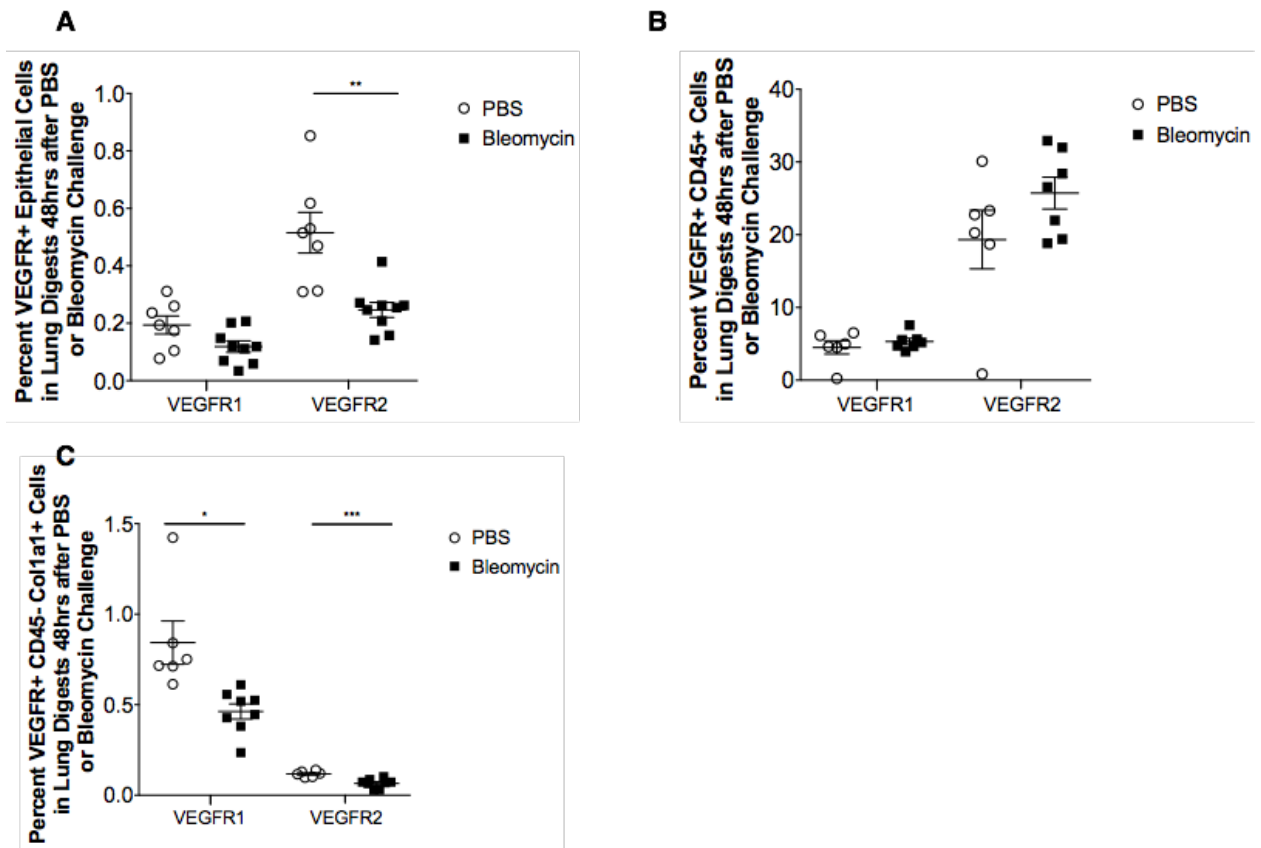 A
Percent VEGFR+ Epithelial Cells
in Lung Digests 48hrs after PBS
or Bleomycin Challenge
1.0
0.8
0.6
0.4
0.2
0.0
**
PBS
Bleomycin
VEGFR1
VEGFR2
B
Percent VEGFR+ CD45+ Cells
in Lung Digests 48hrs after PBS
or Bleomycin Challenge
40
30
20
10
0
PBS
Bleomycin
VEGFR1
VEGFR2
C
Percent VEGFR+ CD45- Col1a1+ Cells
in Lung Digests 48hrs after PBS
or Bleomycin Challenge
1.5
1.0
0.5
0.0
*
***
PBS
Bleomycin
VEGFR1
VEGFR2